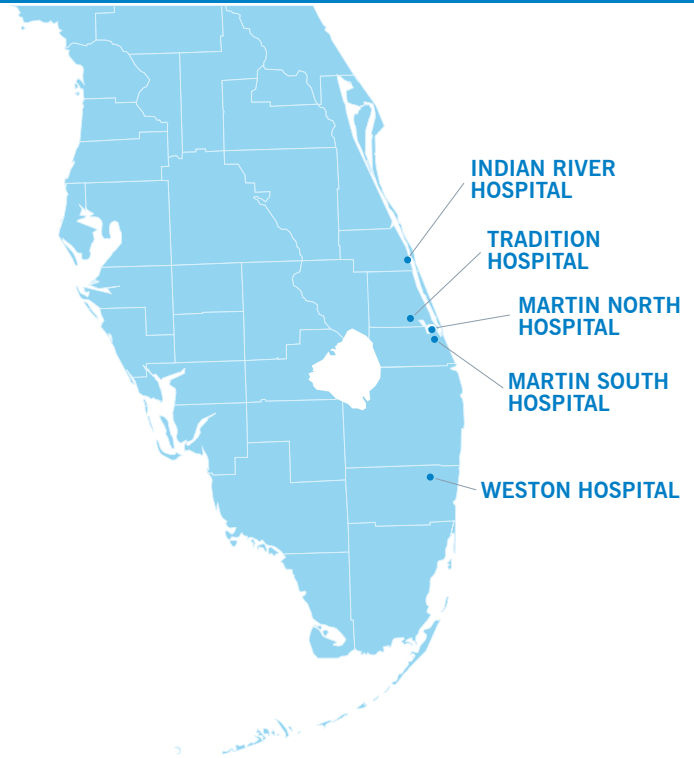 INDIAN RIVER
HOSPITAL
TRADITION
HOSPITAL
MARTIN NORTH
HOSPITAL
MARTIN SOUTH
HOSPITAL
WESTON HOSPITAL